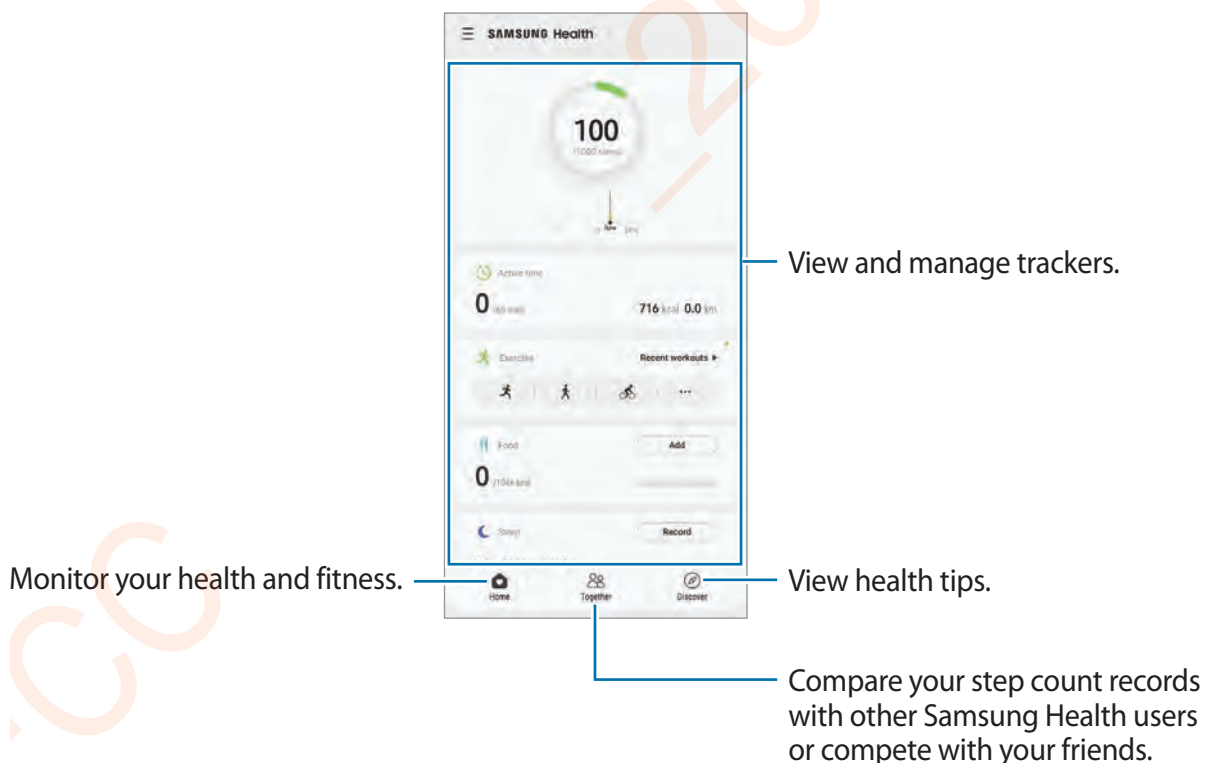 SAMSUNG Health
100
Active time
0
716 kcal 0.0 km
Exercise
Recent workouts
Food
Add
0
Sleep
Record
Home
Together
Discover
View and manage trackers.
Monitor your health and fitness.
View health tips.
Compare your step count records
with other Samsung Health users
or compete with your friends.